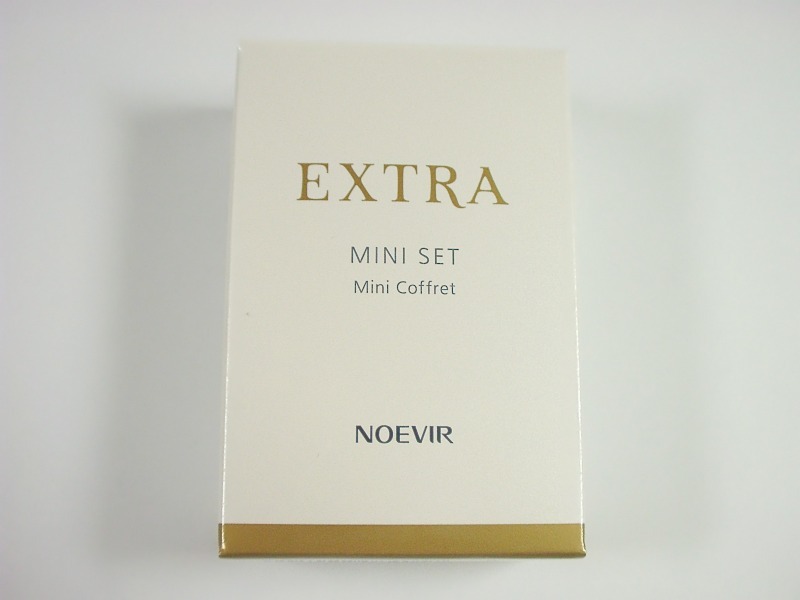 EXTRA
MINI SET
Mini Coffret
NOEVIR